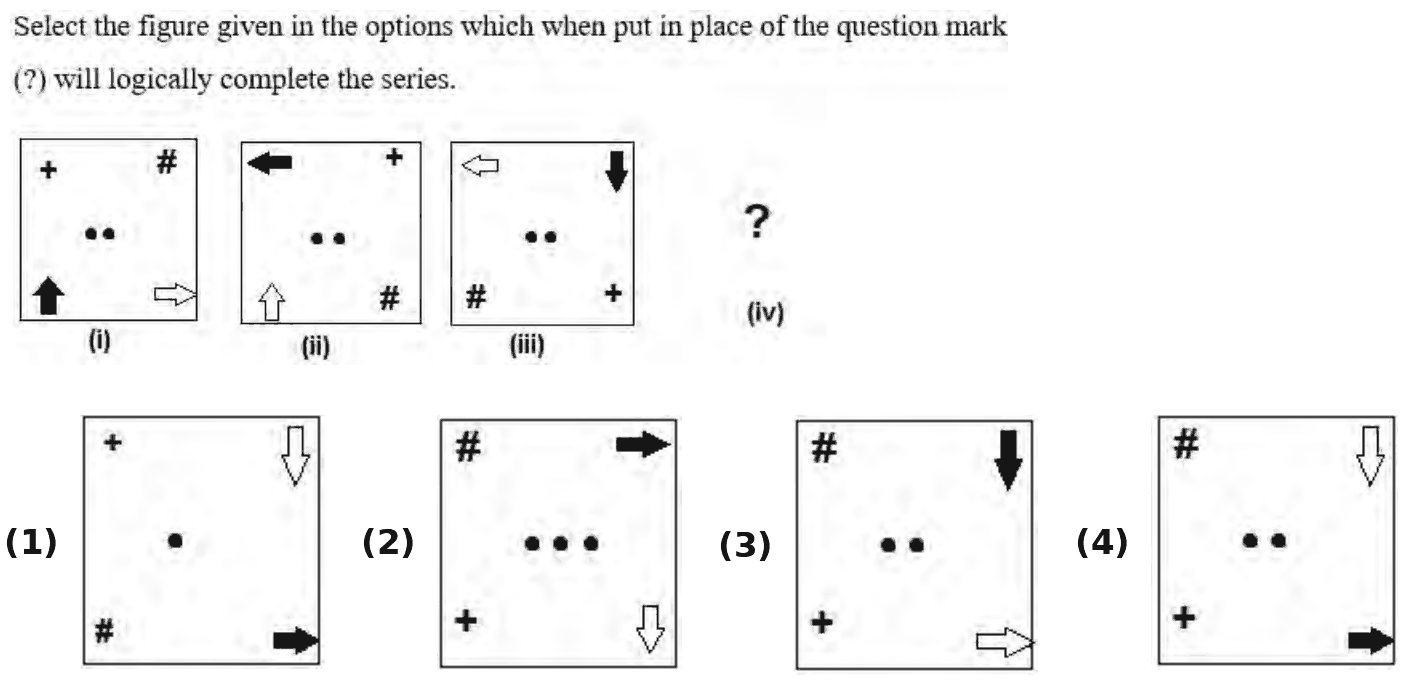 Select the figure given in the options which when put in place of the question mark
(?) will logically complete the series.
+ #
+
#
# +
?
(i)
(ii)
(iii)
(iv)
(1) + #
(2) # +
(3) # +
(4) # +